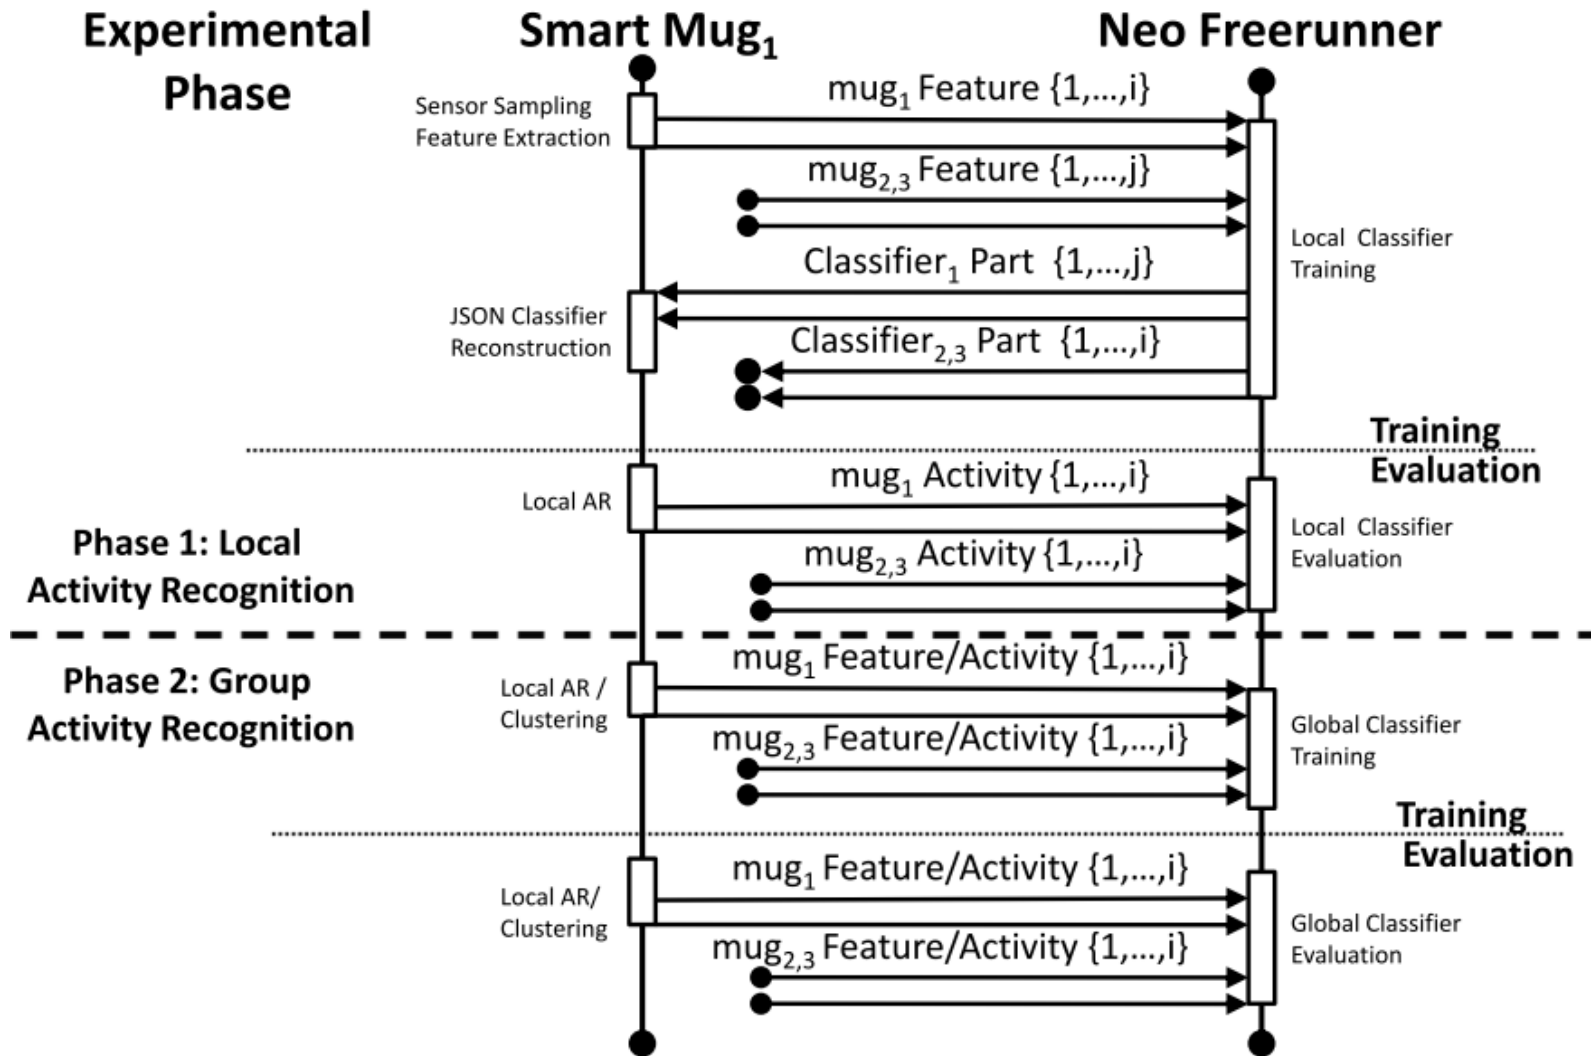 Experimental
Phase
Smart Mug₁
Neo Freerunner
Sensor Sampling
Feature Extraction
mug₁ Feature {1,...,i}
mug₂,₃ Feature {1,...,j}
Local Classifier
Training
Classifier₁ Part {1,...,j}
JSON Classifier
Reconstruction
Classifier₂,₃ Part {1,...,i}
Training
Evaluation
mug₁ Activity {1,...,i}
Local AR
Local Classifier
Evaluation
Phase 1: Local
Activity Recognition
mug₂,₃ Activity {1,...,i}
mug₁ Feature/Activity {1,...,i}
Phase 2: Group
Activity Recognition
Local AR /
Clustering
mug₂,₃ Feature/Activity {1,...,i}
Global Classifier
Training
Training
Evaluation
mug₁ Feature/Activity {1,...,i}
Local AR/
Clustering
mug₂,₃ Feature/Activity {1,...,i}
Global Classifier
Evaluation